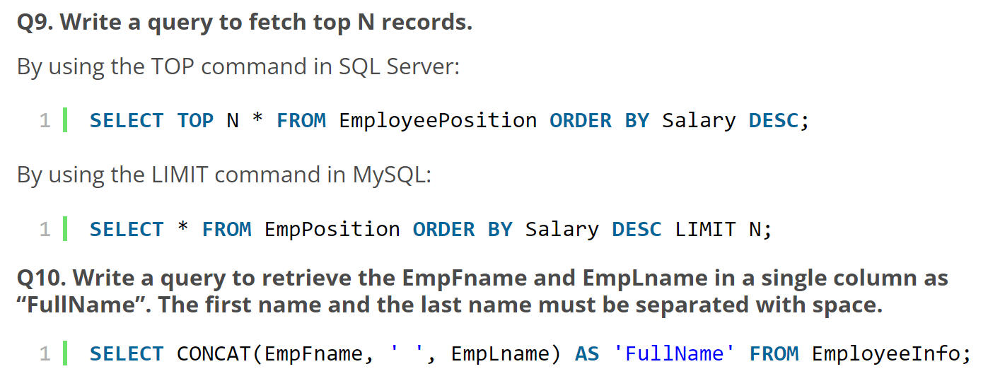 Q9. Write a query to fetch top N records.
By using the TOP command in SQL Server:
1 SELECT TOP N * FROM EmployeePosition ORDER BY Salary DESC;
By using the LIMIT command in MySQL:
1 SELECT * FROM EmpPosition ORDER BY Salary DESC LIMIT N;
Q10. Write a query to retrieve the EmpFname and EmpLname in a single column as
“FullName”. The first name and the last name must be separated with space.
1 SELECT CONCAT(EmpFname, ' ', EmpLname) AS 'FullName' FROM EmployeeInfo;